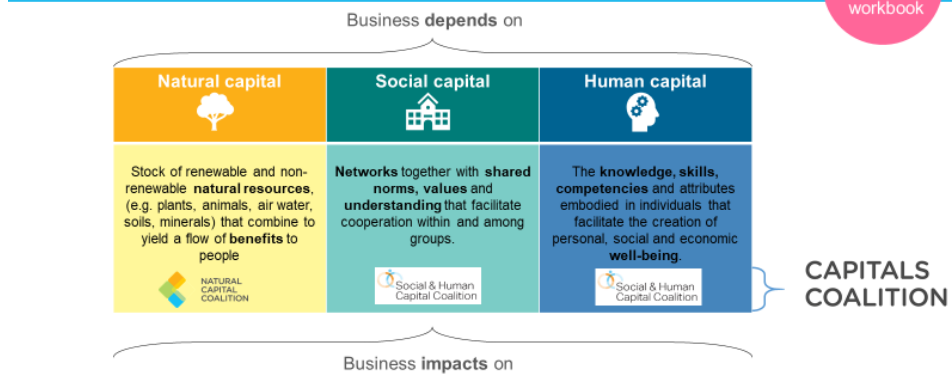 workbook
Business depends on
Natural capital
Social capital
Human capital
Stock of renewable and non-
renewable natural resources,
(e.g. plants, animals, air water,
soils, minerals) that combine to
yield a flow of benefits to
people
NATURAL
CAPITAL
COALITION
Networks together with shared
norms, values and
understanding that facilitate
cooperation within and among
groups.
Social & Human
Capital Coalition
The knowledge, skills,
competencies and attributes
embodied in individuals that
facilitate the creation of
personal, social and economic
well-being.
Social & Human
Capital Coalition
CAPITALS
COALITION
Business impacts on